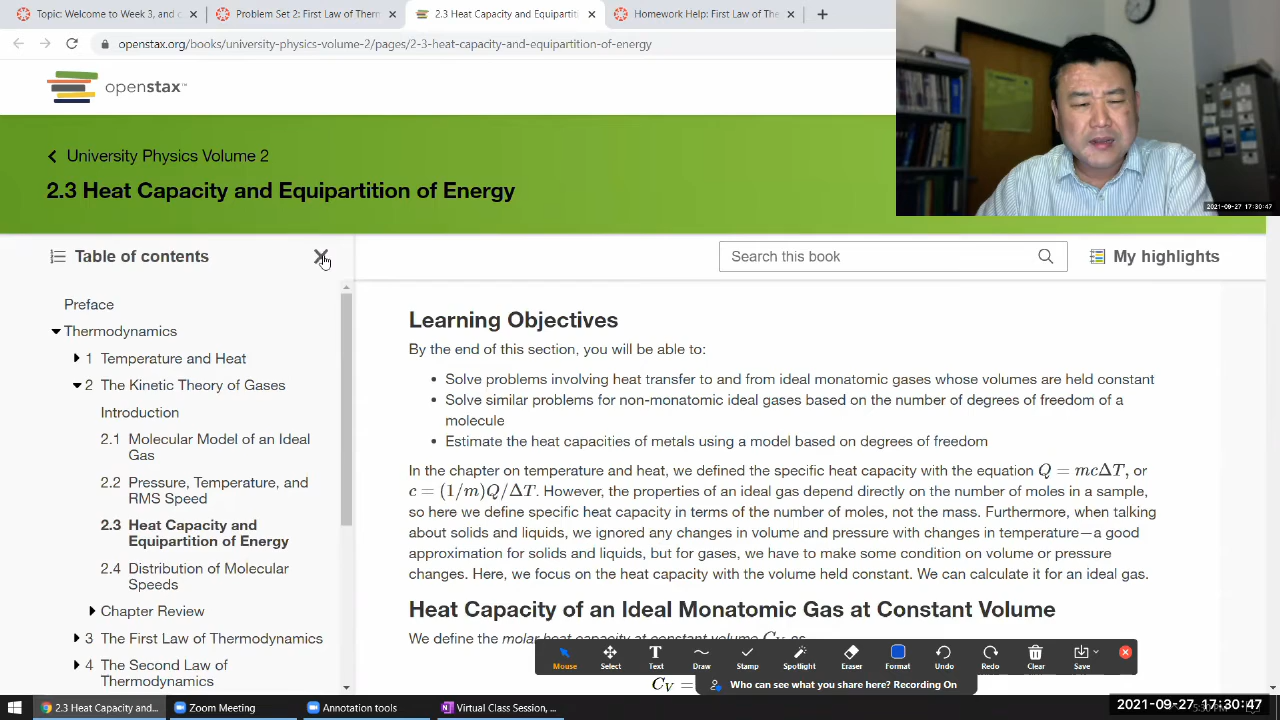 Topic: Welcome to Week 3, and c
Problem Set 2: First Law of Therm
2.3 Heat Capacity and Equipartiti
Homework Help: First Law of The
openstax.org/books/university-physics-volume-2/pages/2-3-heat-capacity-and-equipartition-of-energy
openstax™
University Physics Volume 2
2.3 Heat Capacity and Equipartition of Energy
2021-09-27 17:30:47
Table of contents
Search this book
My highlights
Preface
Thermodynamics
1 Temperature and Heat
2 The Kinetic Theory of Gases
Introduction
2.1 Molecular Model of an Ideal
Gas
2.2 Pressure, Temperature, and
RMS Speed
2.3 Heat Capacity and
Equipartition of Energy
2.4 Distribution of Molecular
Speeds
Chapter Review
3 The First Law of Thermodynamics
4 The Second Law of
Thermodynamics
Learning Objectives
By the end of this section, you will be able to:
• Solve problems involving heat transfer to and from ideal monatomic gases whose volumes are held constant
• Solve similar problems for non-monatomic ideal gases based on the number of degrees of freedom of a
molecule
• Estimate the heat capacities of metals using a model based on degrees of freedom
In the chapter on temperature and heat, we defined the specific heat capacity with the equation Q = mcΔT, or
c = (1/m)Q/ΔT. However, the properties of an ideal gas depend directly on the number of moles in a sample,
so here we define specific heat capacity in terms of the number of moles, not the mass. Furthermore, when talking
about solids and liquids, we ignored any changes in volume and pressure with changes in temperature—a good
approximation for solids and liquids, but for gases, we have to make some condition on volume or pressure
changes. Here, we focus on the heat capacity with the volume held constant. We can calculate it for an ideal gas.
Heat Capacity of an Ideal Monatomic Gas at Constant Volume
We define the molar heat capacity at constant volume C_V as
C_V =
Mouse Select Text Draw Stamp Spotlight Eraser Format Undo Redo Clear Save
Who can see what you share here? Recording On
2.3 Heat Capacity and...
Zoom Meeting
Annotation tools
Virtual Class Session, ...
2021-09-27 17:30:47